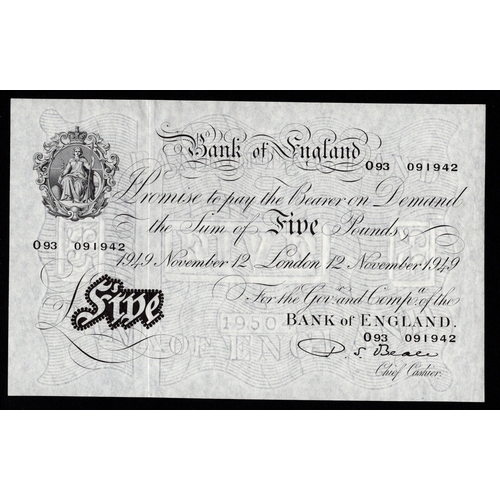 Bank of England
O93 091942
I Promise to pay the Bearer on Demand
the Sum of Five Pounds
O93 091942
1949 November 12 London 12 November 1949
For the Govr. and Compa. of the
£Five
BANK of ENGLAND.
1950
O93 091942
P. S. Beale
Chief Cashier.